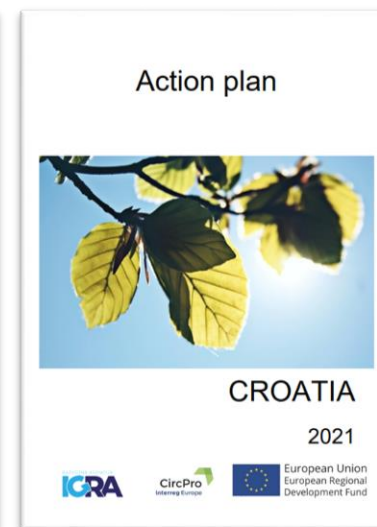 Action plan
CROATIA
2021
IGRA
CircPro
Interreg Europe
European Union
European Regional
Development Fund